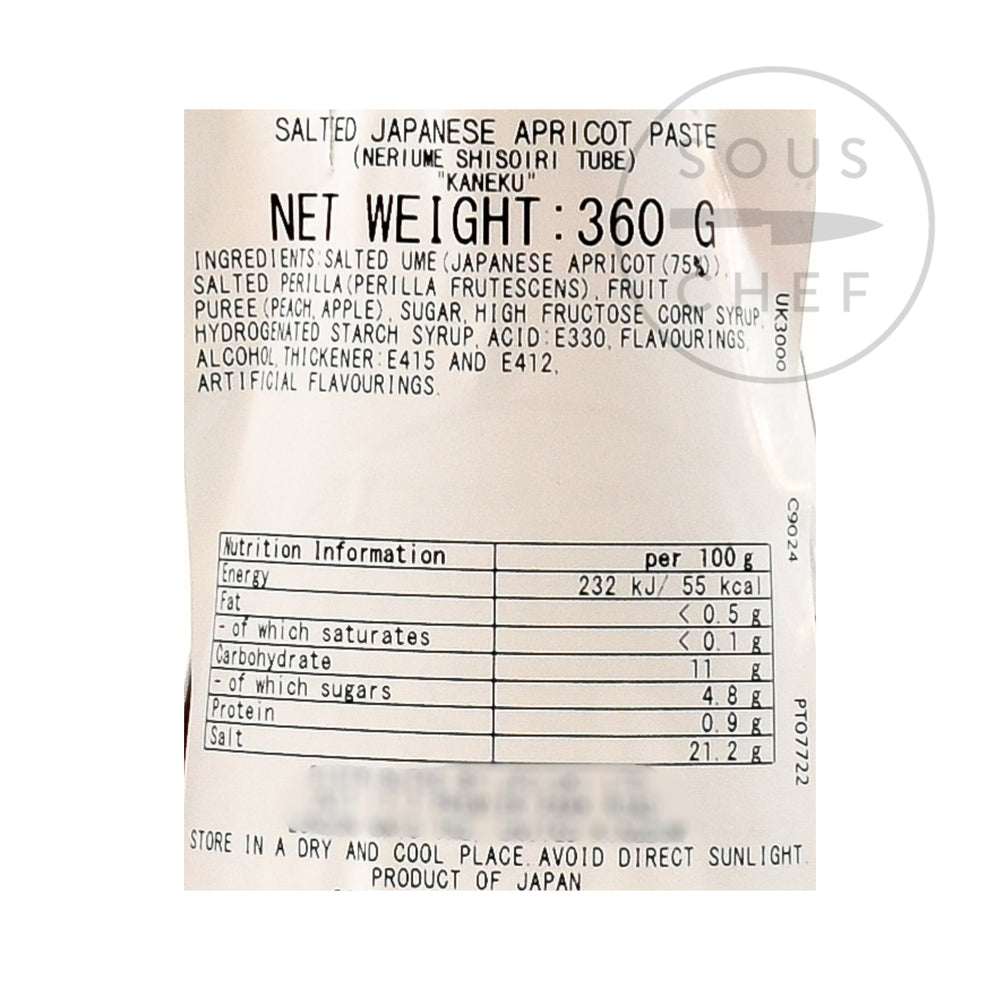 SOUS
CHEF
SALTED JAPANESE APRICOT PASTE
(NERIUME SHISOIRI TUBE)
"KANEKU"
NET WEIGHT:360 G
INGREDIENTS:SALTED UME(JAPANESE APRICOT(75%)),
SALTED PERILLA(PERILLA FRUTESCENS), FRUIT
PUREE(PEACH, APPLE), SUGAR, HIGH FRUCTOSE CORN SYRUP,
HYDROGENATED STARCH SYRUP, ACID:E330, FLAVOURINGS,
ALCOHOL, THICKENER:E415 AND E412,
ARTIFICIAL FLAVOURINGS.
UK3000
C9024
PT07722
Nutrition Information per 100g
Energy 232 kJ/ 55 kcal
Fat < 0.5 g
- of which saturates < 0.1 g
Carbohydrate 11 g
- of which sugars 4.8 g
Protein 0.9 g
Salt 21.2 g
STORE IN A DRY AND COOL PLACE. AVOID DIRECT SUNLIGHT.
PRODUCT OF JAPAN